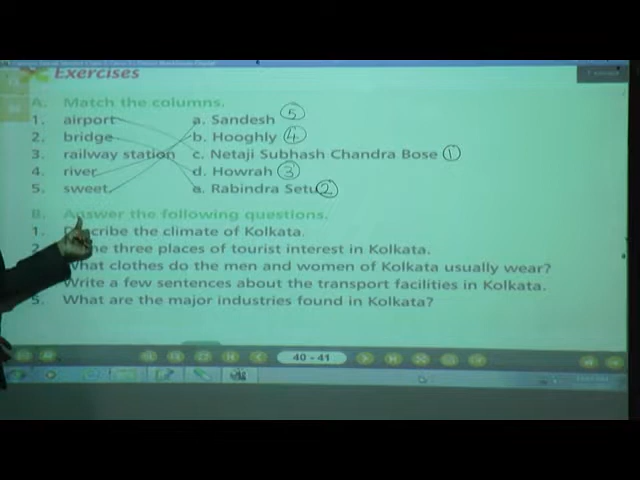 Exercises
A. Match the columns.
1. airport a. Sandesh 5
2. bridge b. Hooghly 4
3. railway station c. Netaji Subhash Chandra Bose 1
4. river d. Howrah 3
5. sweet Rabindra Setu 2
B. Answer the following questions.
1. the climate of Kolkata.
2. three places of tourist interest in Kolkata.
What clothes do the men and women of Kolkata usually wear?
Write a few sentences about the transport facilities in Kolkata.
5. What are the major industries found in Kolkata?
40 - 41